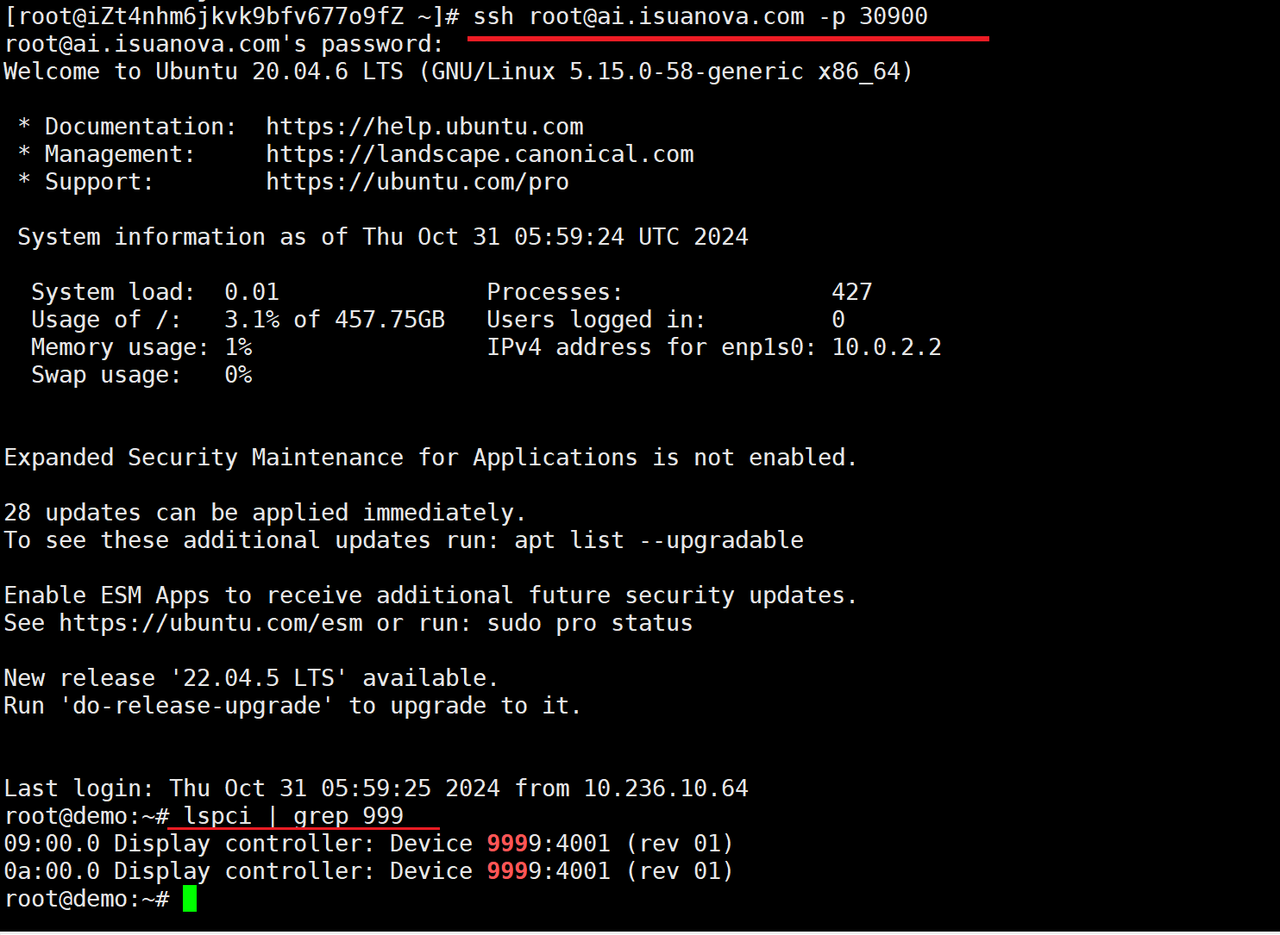 [root@iZt4nhm6jkvk9bfv677o9fZ ~]# ssh root@ai.isuanova.com -p 30900
root@ai.isuanova.com's password:
Welcome to Ubuntu 20.04.6 LTS (GNU/Linux 5.15.0-58-generic x86_64)
* Documentation:  https://help.ubuntu.com
* Management:     https://landscape.canonical.com
* Support:        https://ubuntu.com/pro
System information as of Thu Oct 31 05:59:24 UTC 2024
System load:  0.01               Processes:               427
Usage of /:   3.1% of 457.75GB   Users logged in:         0
Memory usage: 1%                 IPv4 address for enp1s0: 10.0.2.2
Swap usage:   0%
Expanded Security Maintenance for Applications is not enabled.
28 updates can be applied immediately.
To see these additional updates run: apt list --upgradable
Enable ESM Apps to receive additional future security updates.
See https://ubuntu.com/esm or run: sudo pro status
New release '22.04.5 LTS' available.
Run 'do-release-upgrade' to upgrade to it.
Last login: Thu Oct 31 05:59:25 2024 from 10.236.10.64
root@demo:~# lspci | grep 999
09:00.0 Display controller: Device 9999:4001 (rev 01)
0a:00.0 Display controller: Device 9999:4001 (rev 01)
root@demo:~#